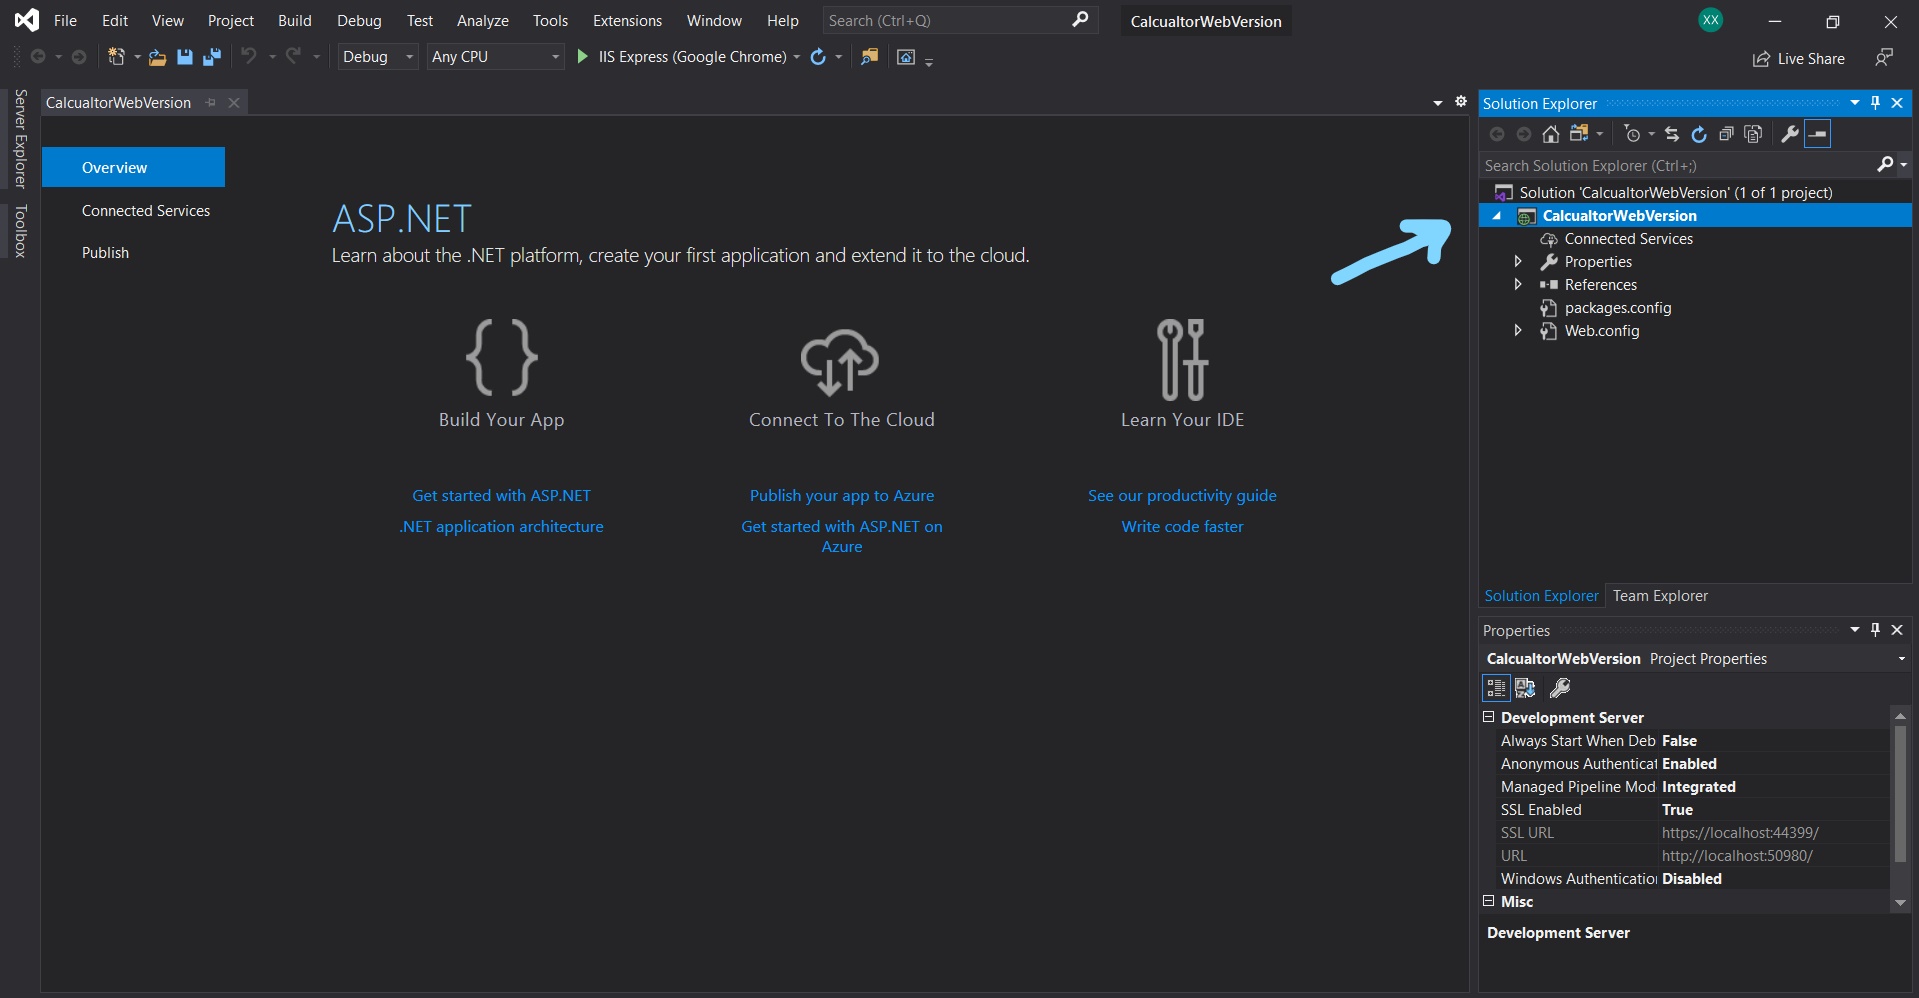 File Edit View Project Build Debug Test Analyze Tools Extensions Window Help Search (Ctrl+Q) CalcualtorWebVersion XX
Debug Any CPU IIS Express (Google Chrome) Live Share
Server Explorer
Toolbox
CalcualtorWebVersion
Overview
Connected Services
Publish
ASP.NET
Learn about the .NET platform, create your first application and extend it to the cloud.
Build Your App
Connect To The Cloud
Learn Your IDE
Get started with ASP.NET
.NET application architecture
Publish your app to Azure
Get started with ASP.NET on
Azure
See our productivity guide
Write code faster
Solution Explorer
Search Solution Explorer (Ctrl+;)
Solution 'CalcualtorWebVersion' (1 of 1 project)
CalcualtorWebVersion
Connected Services
Properties
References
packages.config
Web.config
Solution Explorer Team Explorer
Properties
CalcualtorWebVersion Project Properties
Development Server
Always Start When Deb False
Anonymous Authenticat Enabled
Managed Pipeline Mod Integrated
SSL Enabled True
SSL URL https://localhost:44399/
URL http://localhost:50980/
Windows Authentication Disabled
Misc
Development Server